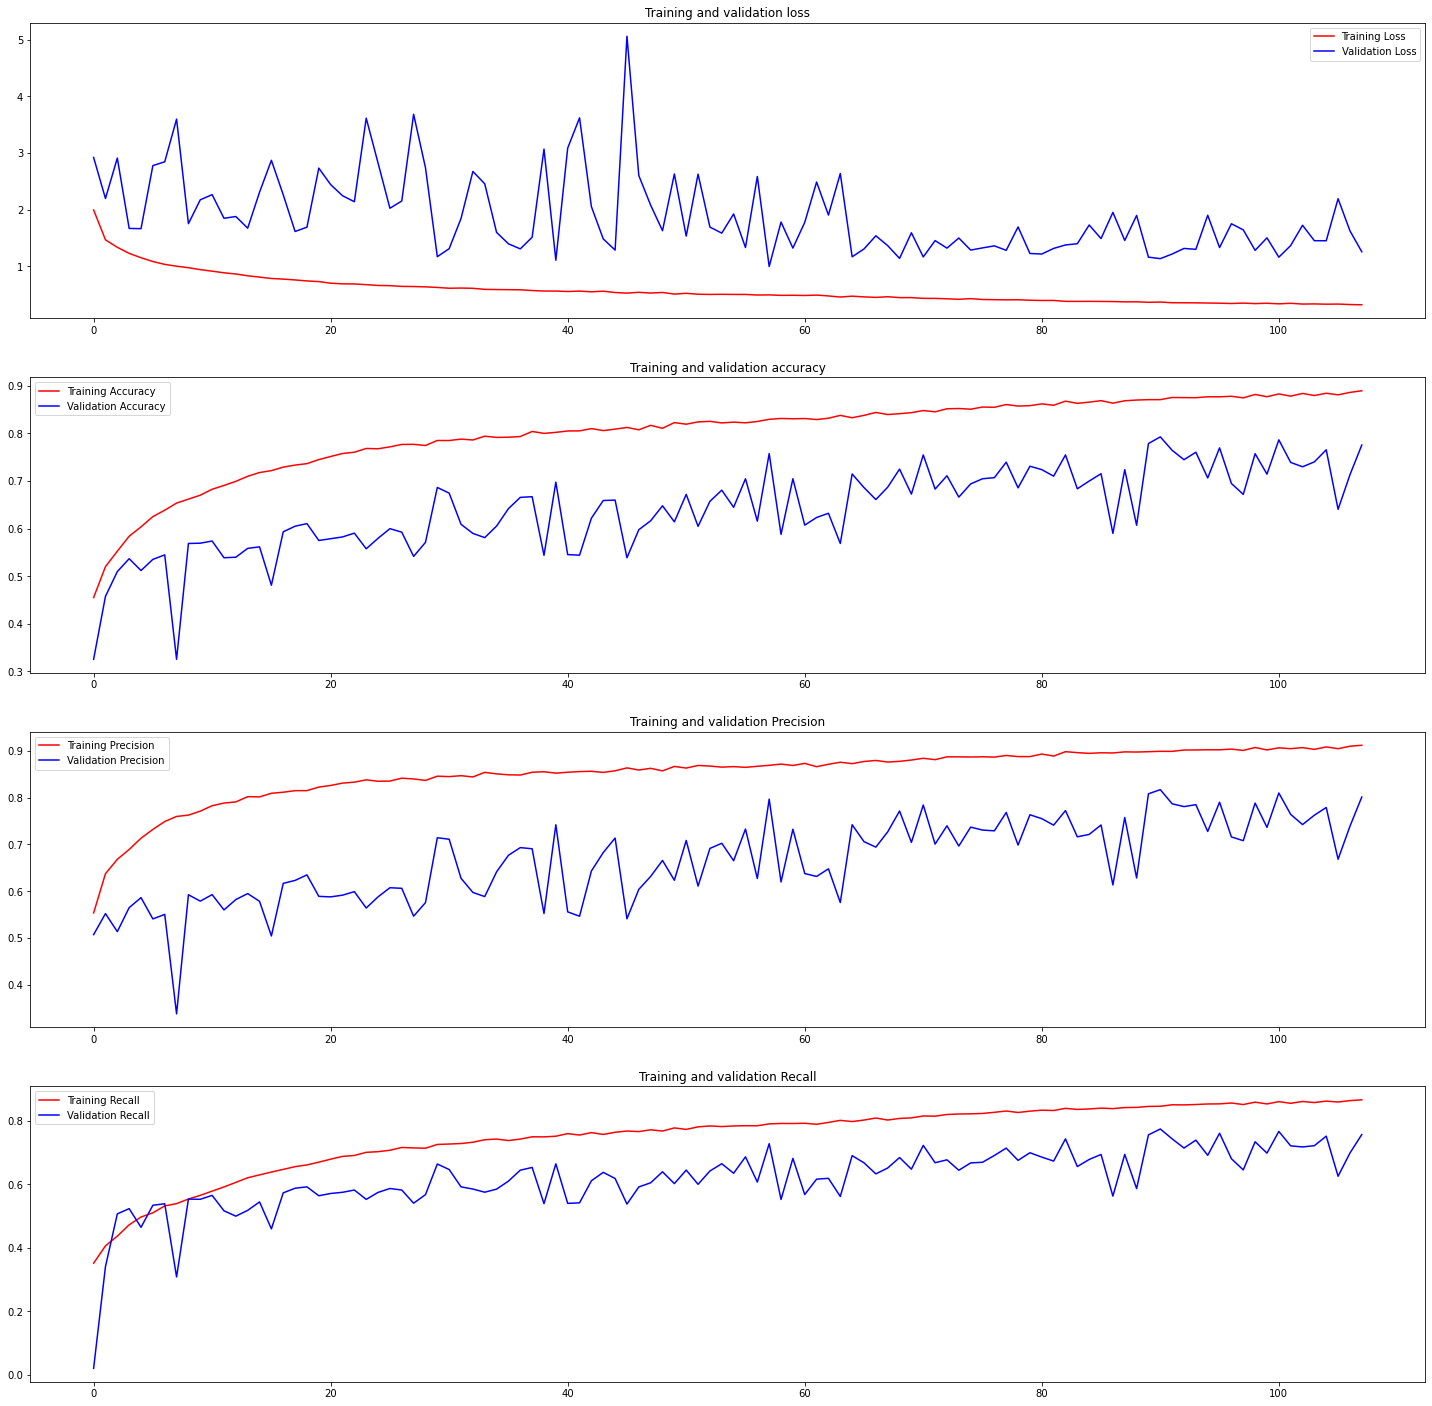 Training and validation loss
Training Loss
Validation Loss
5
4
3
2
1
0 20 40 60 80 100
Training and validation accuracy
Training Accuracy
Validation Accuracy
0.9
0.8
0.7
0.6
0.5
0.4
0.3
0 20 40 60 80 100
Training and validation Precision
Training Precision
Validation Precision
0.9
0.8
0.7
0.6
0.5
0.4
0 20 40 60 80 100
Training and validation Recall
Training Recall
Validation Recall
0.8
0.6
0.4
0.2
0.0
0 20 40 60 80 100